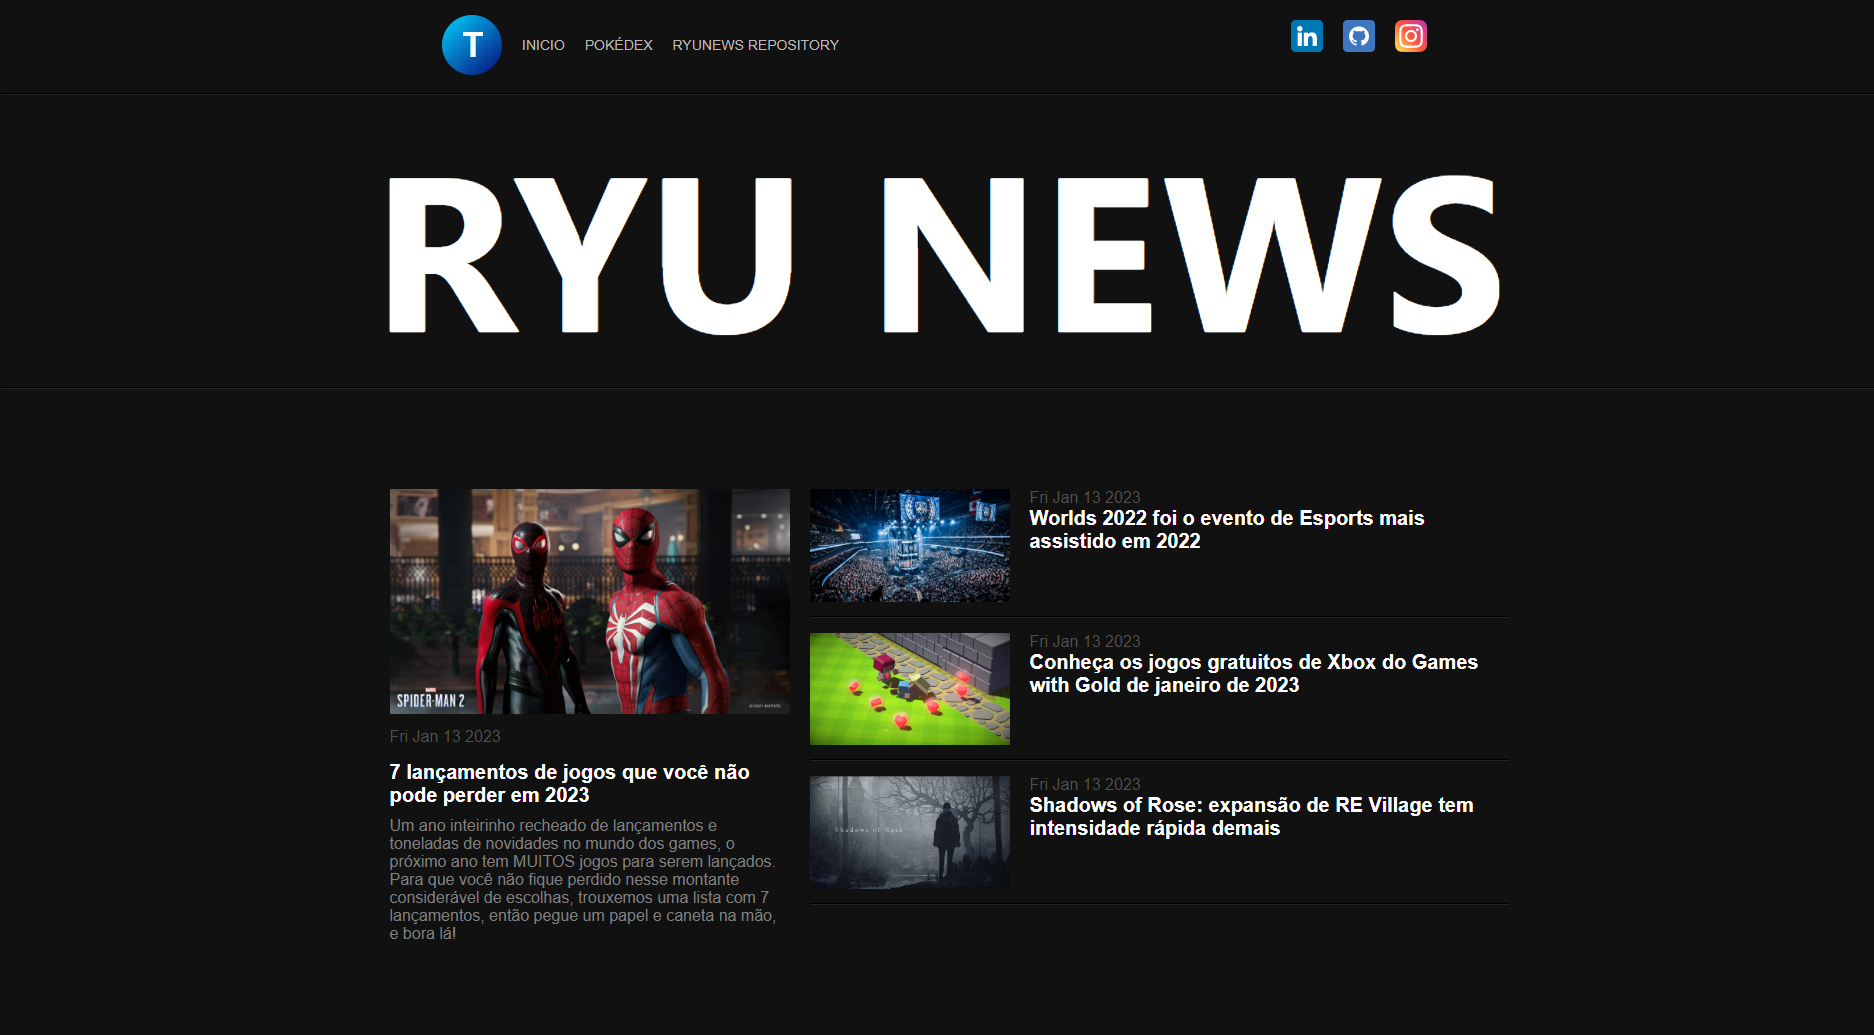 T
INICIO POKÉDEX RYUNEWS REPOSITORY
in
RYU NEWS
MARVEL
SPIDER-MAN 2
Fri Jan 13 2023
7 lançamentos de jogos que você não
pode perder em 2023
Um ano inteirinho recheado de lançamentos e
toneladas de novidades no mundo dos games, o
próximo ano tem MUITOS jogos para serem lançados.
Para que você não fique perdido nesse montante
considerável de escolhas, trouxemos uma lista com 7
lançamentos, então pegue um papel e caneta na mão,
e bora lá!
Fri Jan 13 2023
Worlds 2022 foi o evento de Esports mais
assistido em 2022
Fri Jan 13 2023
Conheça os jogos gratuitos de Xbox do Games
with Gold de janeiro de 2023
Shadows of Rose
Fri Jan 13 2023
Shadows of Rose: expansão de RE Village tem
intensidade rápida demais